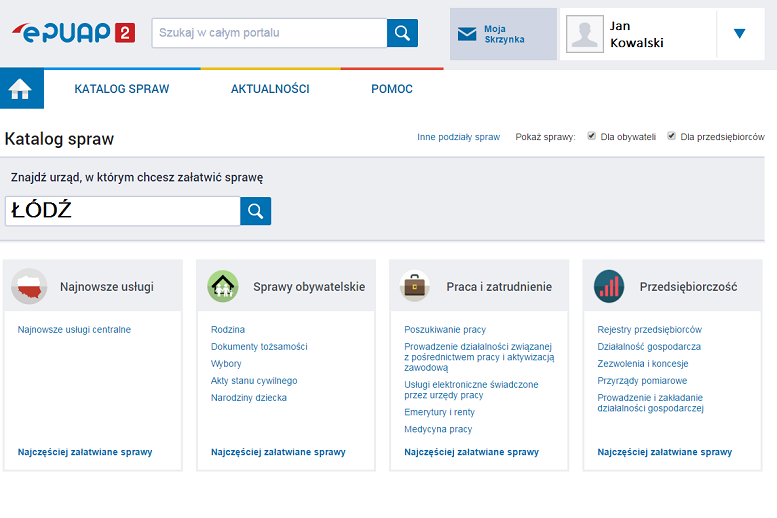 ePUAP 2
Szukaj w całym portalu
Moja
Skrzynka
Jan
Kowalski
KATALOG SPRAW
AKTUALNOŚCI
POMOC
Katalog spraw
Inne podziały spraw
Pokaż sprawy:
Dla obywateli
Dla przedsiębiorców
Znajdź urząd, w którym chcesz załatwić sprawę
ŁÓDŹ
Najnowsze usługi
Najnowsze usługi centralne
Najczęściej załatwiane sprawy
Sprawy obywatelskie
Rodzina
Dokumenty tożsamości
Wybory
Akty stanu cywilnego
Narodziny dziecka
Najczęściej załatwiane sprawy
Praca i zatrudnienie
Poszukiwanie pracy
Prowadzenie działalności związanej
z pośrednictwem pracy i aktywizacją
zawodową
Usługi elektroniczne świadczone
przez urzędy pracy
Emerytury i renty
Medycyna pracy
Najczęściej załatwiane sprawy
Przedsiębiorczość
Rejestry przedsiębiorców
Działalność gospodarcza
Zezwolenia i koncesje
Przyrządy pomiarowe
Prowadzenie i zakładanie
działalności gospodarczej
Najczęściej załatwiane sprawy